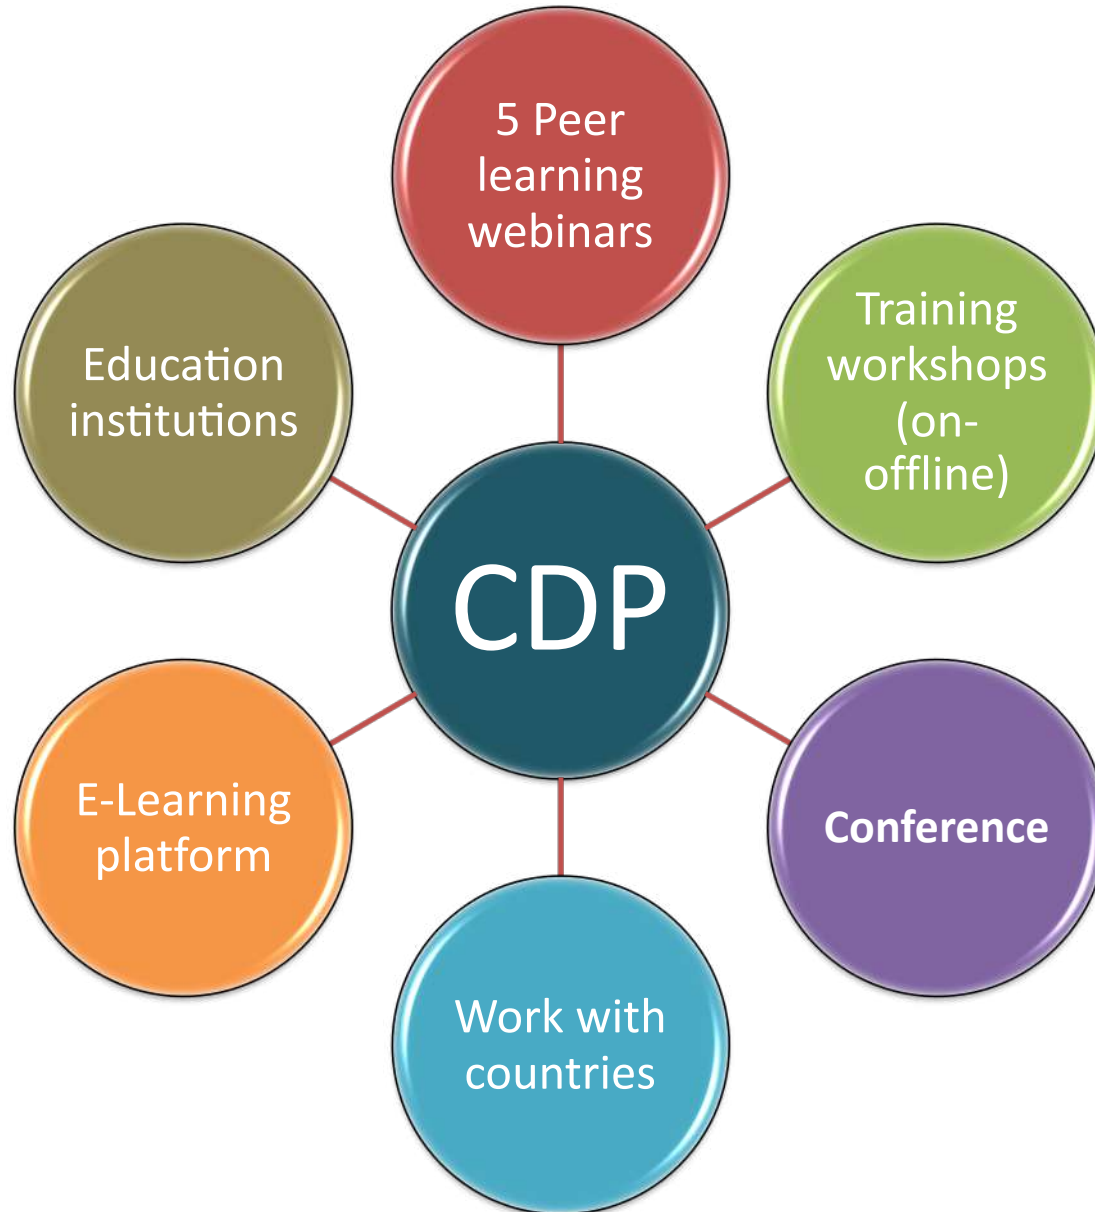 5 Peer
learning
webinars
Training
workshops
(on-
offline)
Education
institutions
CDP
E-Learning
platform
Conference
Work with
countries